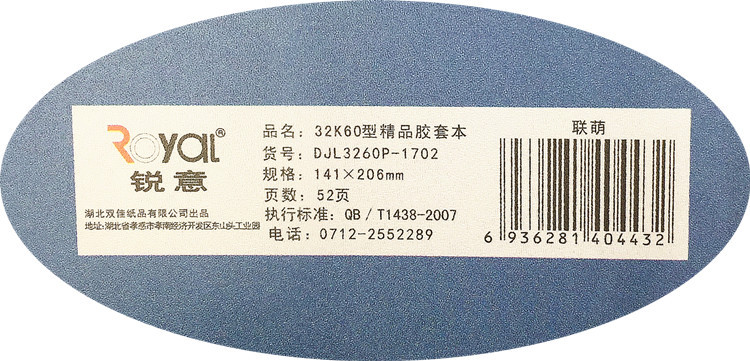 Royal®
锐意
湖北双佳纸品有限公司出品
地址:湖北省孝感市孝南经济开发区东山头工业园
品名：32K60型精品胶套本
货号：DJL3260P-1702
规格：141×206mm
页数：52页
执行标准：QB/T1438-2007
电话：0712-2552289
联萌
6 936281 404432